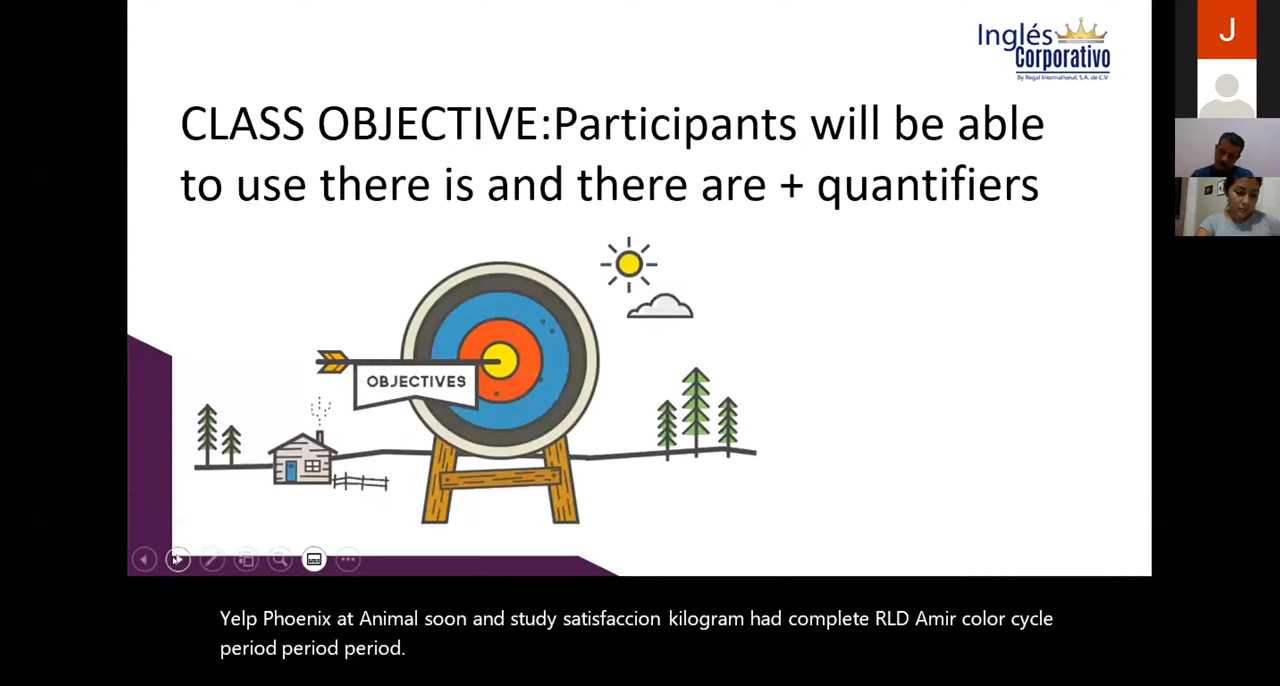 Inglés
Corporativo
By Regal International, S.A. de C.V.
J
CLASS OBJECTIVE:Participants will be able
to use there is and there are + quantifiers
OBJECTIVES
Yelp Phoenix at Animal soon and study satisfaccion kilogram had complete RLD Amir color cycle
period period period.